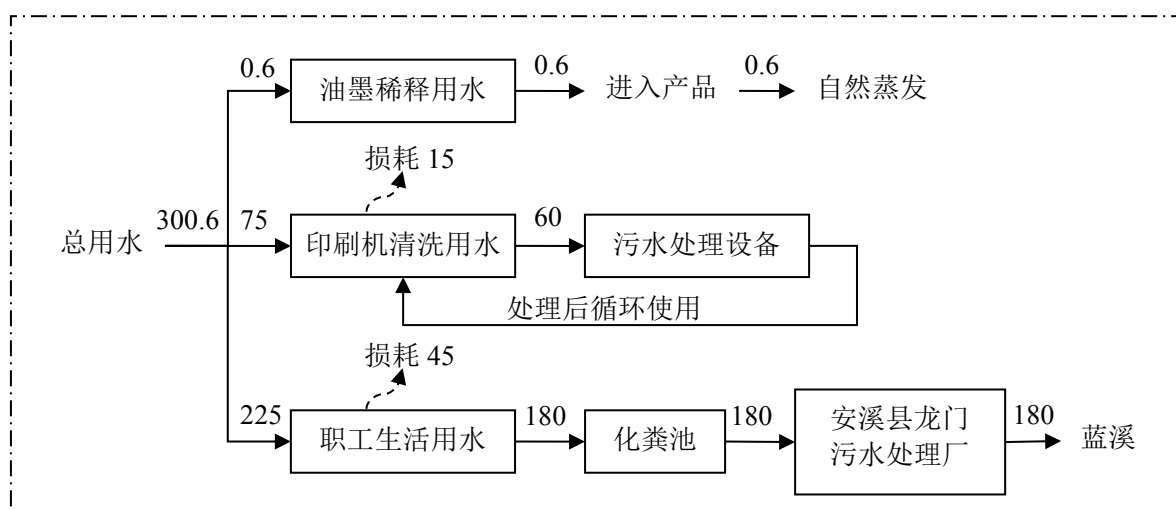 0.6
油墨稀释用水
0.6
进入产品
0.6
自然蒸发
损耗 15
总用水
300.6
75
印刷机清洗用水
60
污水处理设备
处理后循环使用
损耗 45
225
职工生活用水
180
化粪池
180
安溪县龙门
污水处理厂
180
蓝溪